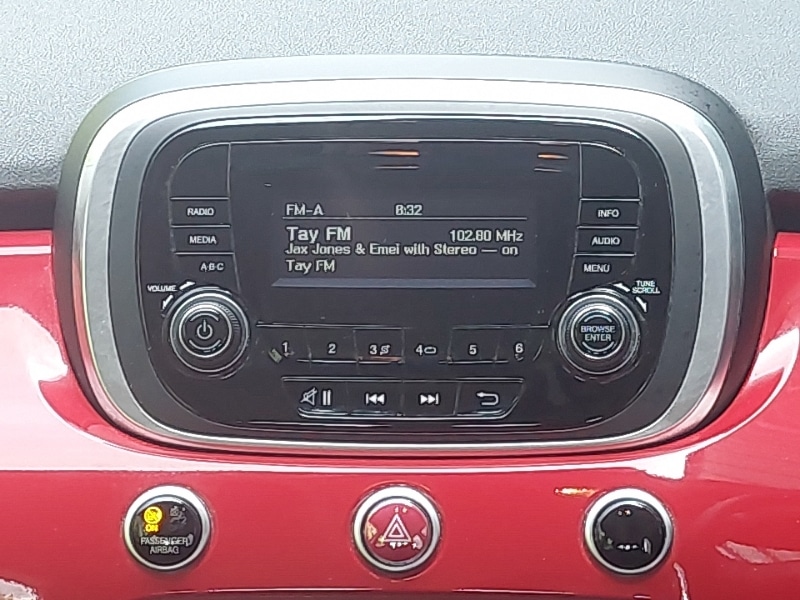 RADIO
MEDIA
A·B·C
VOLUME
FM-A 8:32
Tay FM 102.80 MHz
Jax Jones & Emei with Stereo — on
Tay FM
INFO
AUDIO
MENU
TUNE
SCROLL
BROWSE
ENTER
1 2 3 4 5 6
ON
PASSENGER
AIRBAG